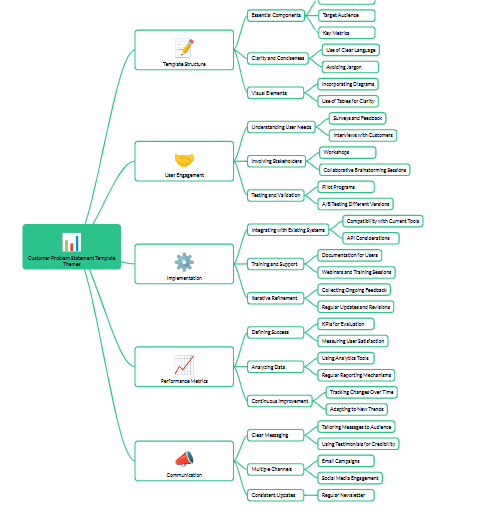 Essential Components
Target Audience
Key Metrics
Template Structure
Clarity and Conciseness
Use of Clear Language
Avoiding Jargon
Visual Elements
Incorporating Diagrams
Use of Tables for Clarity
Understanding User Needs
Surveys and Feedback
Interviews with Customers
User Engagement
Involving Stakeholders
Workshops
Collaborative Brainstorming Sessions
Testing and Validation
Pilot Programs
A/B Testing Different Versions
Customer Problem Statement Template
Themes
Integrating with Existing Systems
Compatibility with Current Tools
API Considerations
Implementation
Training and Support
Documentation for Users
Webinars and Training Sessions
Iterative Refinement
Collecting Ongoing Feedback
Regular Updates and Revisions
Defining Success
KPIs for Evaluation
Measuring User Satisfaction
Performance Metrics
Analyzing Data
Using Analytics Tools
Regular Reporting Mechanisms
Continuous Improvement
Tracking Changes Over Time
Adapting to New Trends
Clear Messaging
Tailoring Messages to Audience
Using Testimonials for Credibility
Communication
Multiple Channels
Email Campaigns
Social Media Engagement
Consistent Updates
Regular Newsletter